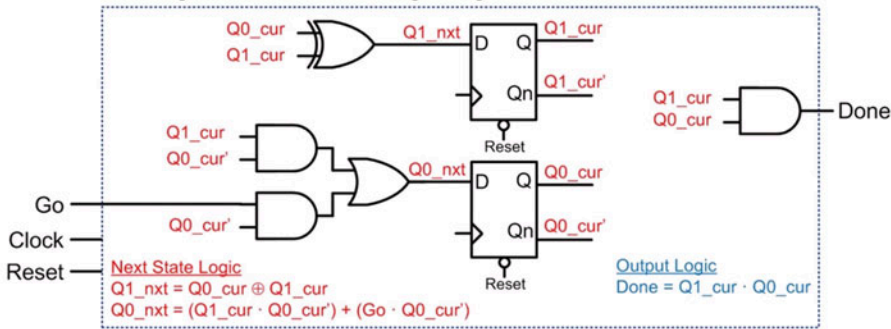 Q0_cur
Q1_cur
Q1_nxt
D
Q
Qn
Q1_cur
Q1_cur'
Reset
Q1_cur
Q0_cur
Done
Q1_cur
Q0_cur'
Q0_cur'
Q0_nxt
D
Q
Qn
Q0_cur
Q0_cur'
Reset
Go
Clock
Reset
Next State Logic
Q1_nxt = Q0_cur ⊕ Q1_cur
Q0_nxt = (Q1_cur · Q0_cur') + (Go · Q0_cur')
Output Logic
Done = Q1_cur · Q0_cur